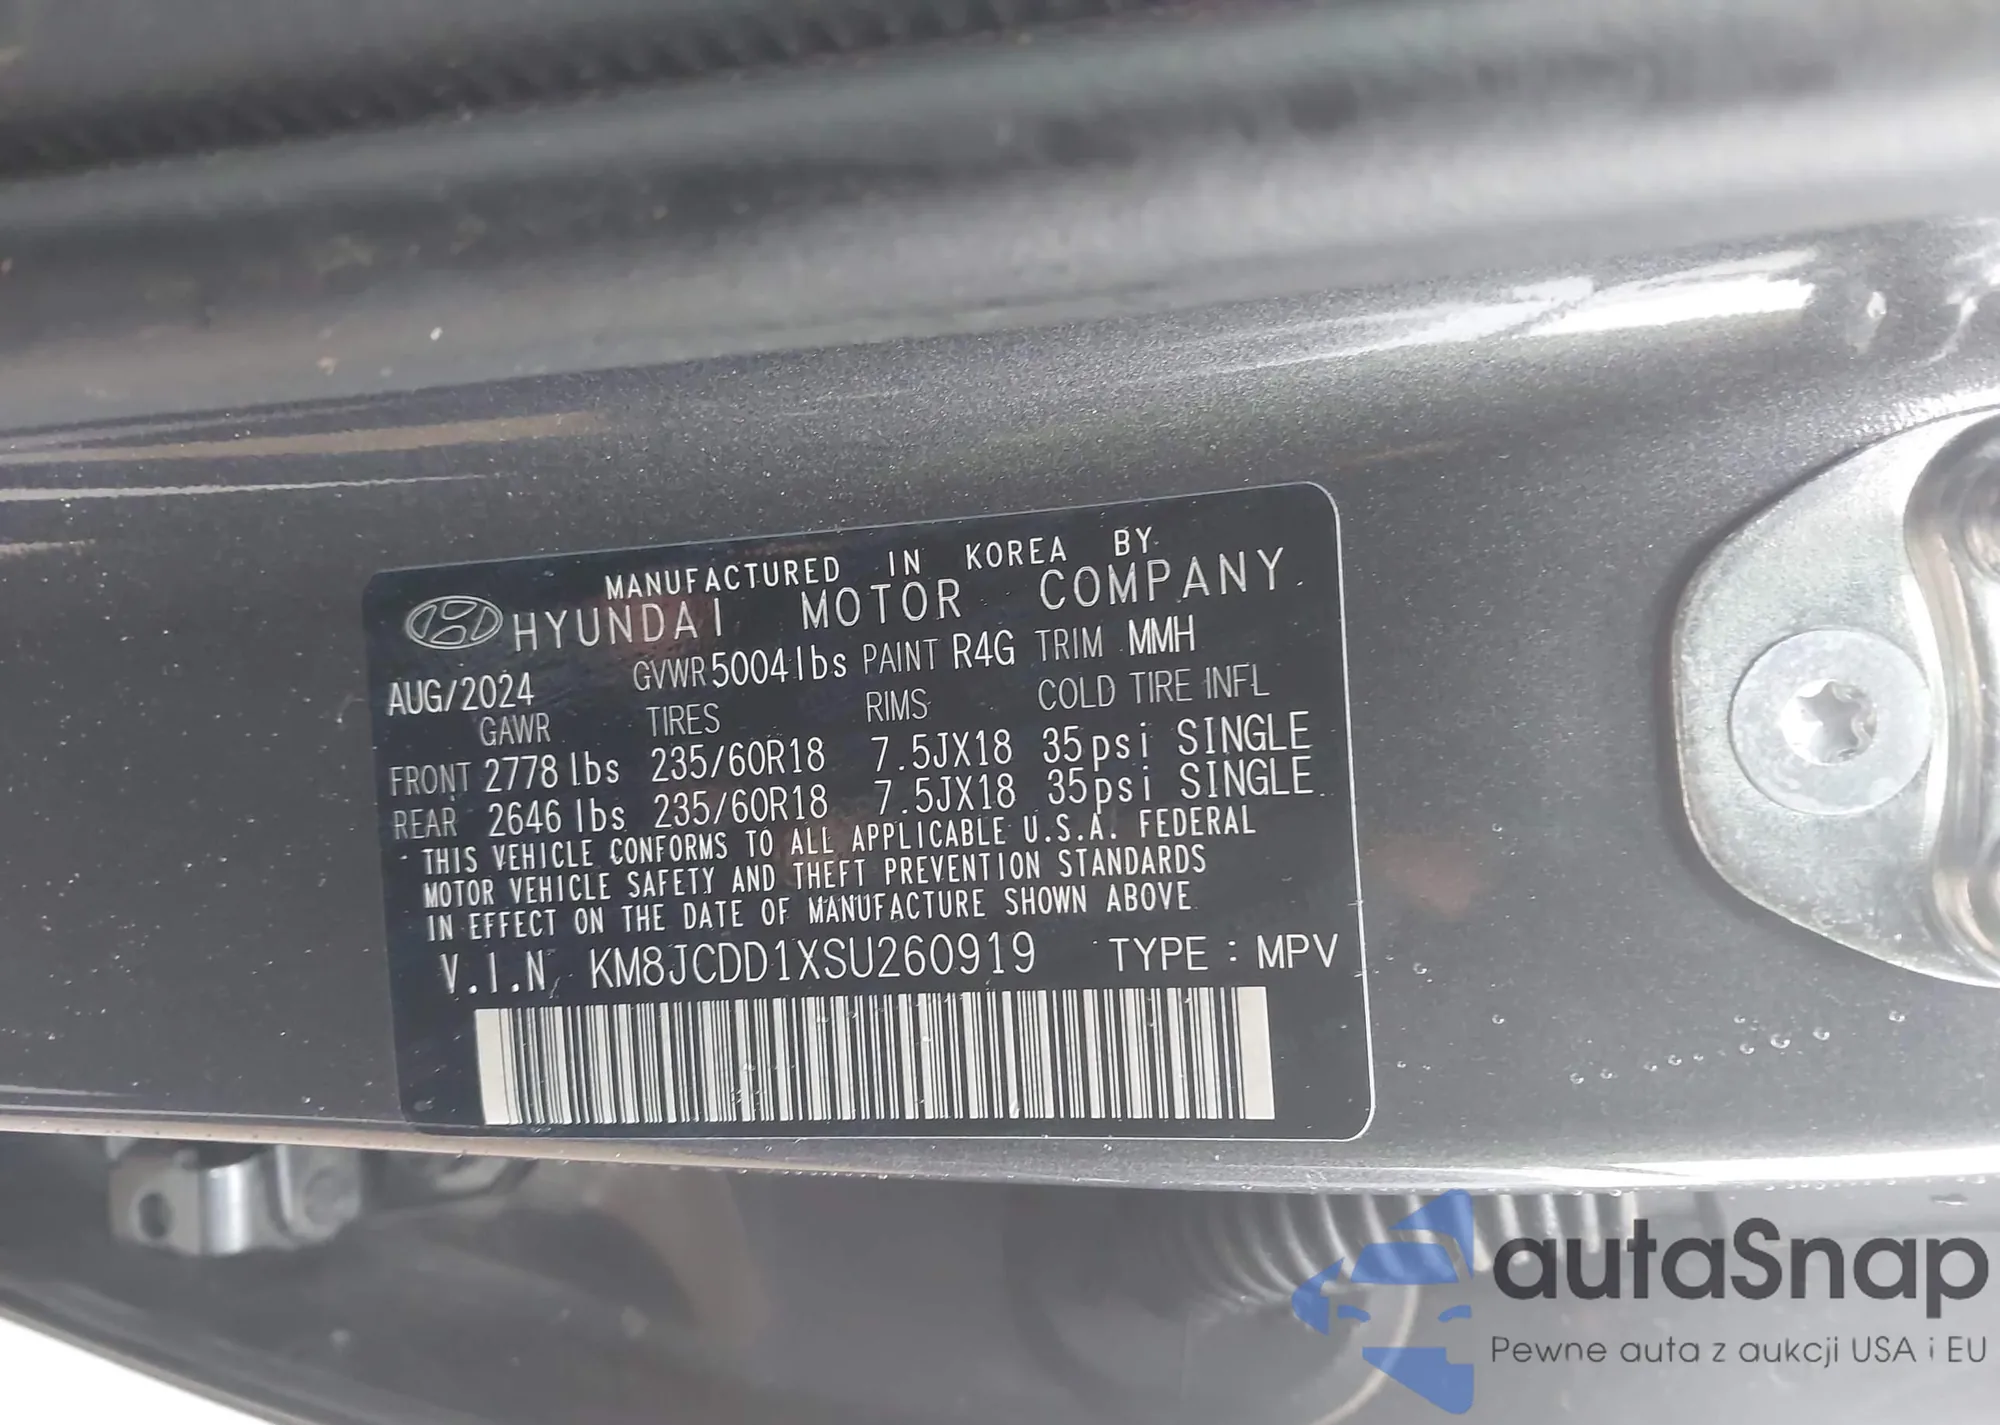 MANUFACTURED IN KOREA BY
HYUNDAI MOTOR COMPANY
AUG/2024 GVWR 5004 lbs PAINT R4G TRIM MMH
GAWR TIRES RIMS COLD TIRE INFL
FRONT 2778 lbs 235/60R18 7.5JX18 35psi SINGLE
REAR 2646 lbs 235/60R18 7.5JX18 35psi SINGLE
THIS VEHICLE CONFORMS TO ALL APPLICABLE U.S.A. FEDERAL
MOTOR VEHICLE SAFETY AND THEFT PREVENTION STANDARDS
IN EFFECT ON THE DATE OF MANUFACTURE SHOWN ABOVE
V.I.N KM8JCDD1XSU260919 TYPE : MPV
autaSnap
Pewne auta z aukcji USA i EU